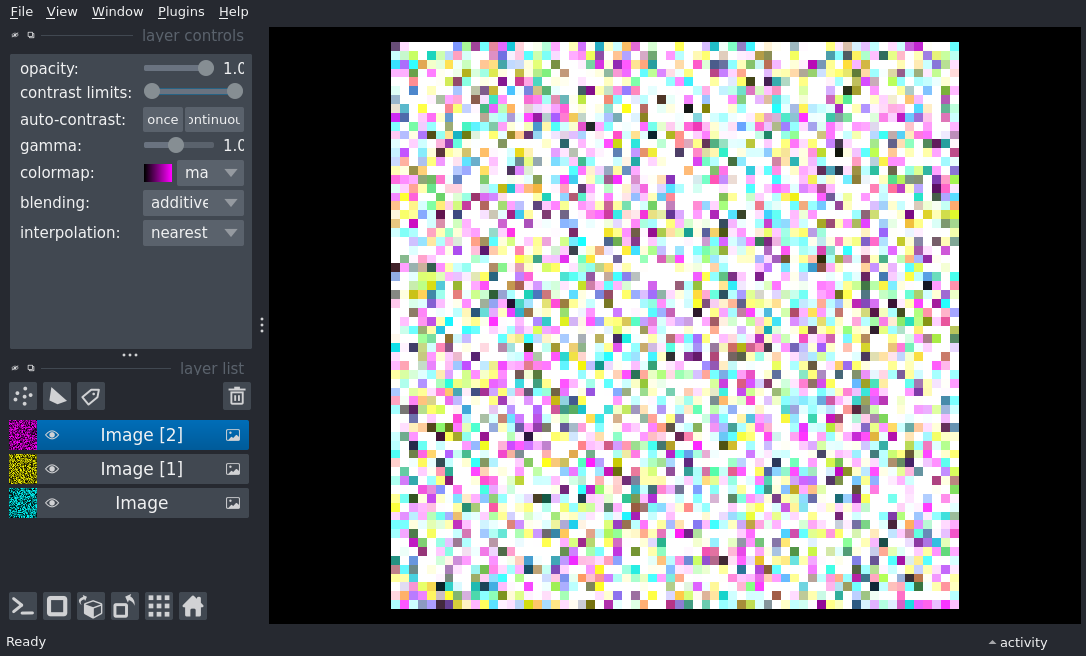 File View Window Plugins Help
layer controls
opacity: 1.0
contrast limits:
auto-contrast: once ontinuou
gamma: 1.0
colormap: ma
blending: additive
interpolation: nearest
layer list
Image [2]
Image [1]
Image
Ready
activity